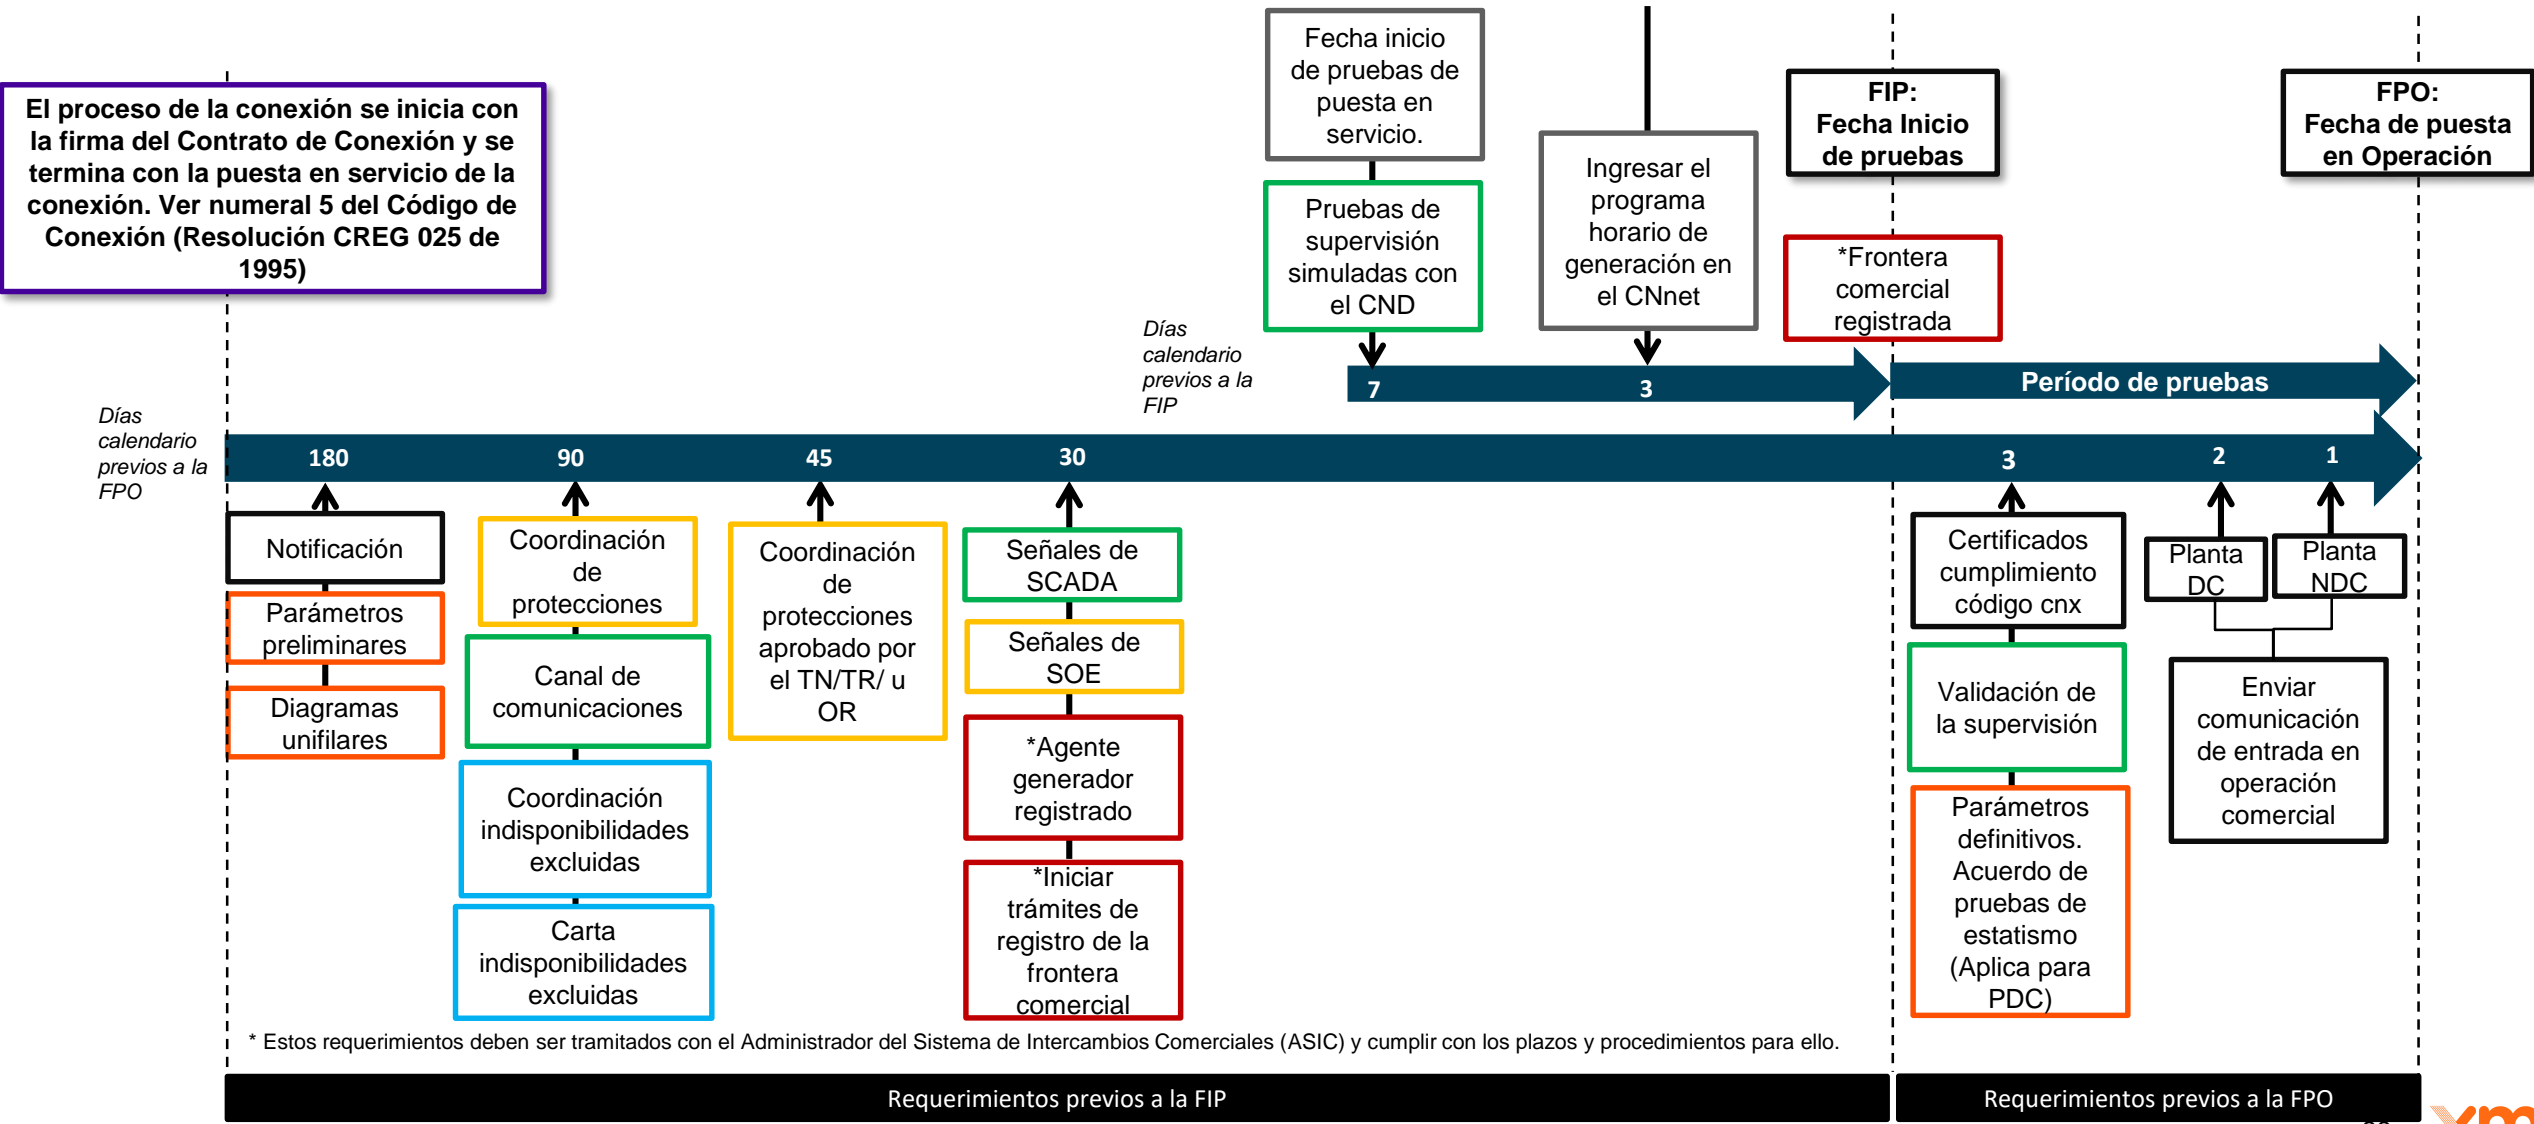 El proceso de la conexión se inicia con
la firma del Contrato de Conexión y se
termina con la puesta en servicio de la
conexión. Ver numeral 5 del Código de
Conexión (Resolución CREG 025 de
1995)
Fecha inicio
de pruebas de
puesta en
servicio.
Pruebas de
supervisión
simuladas con
el CND
Ingresar el
programa
horario de
generación en
el CNnet
FIP:
Fecha Inicio
de pruebas
*Frontera
comercial
registrada
FPO:
Fecha de puesta
en Operación
Días
calendario
previos a la
FIP
7
3
Período de pruebas
Días
calendario
previos a la
FPO
180
90
45
30
3
2
1
Notificación
Parámetros
preliminares
Diagramas
unifilares
Coordinación
de
protecciones
Canal de
comunicaciones
Coordinación
indisponibilidades
excluidas
Carta
indisponibilidades
excluidas
Coordinación
de
protecciones
aprobado por
el TN/TR/ u
OR
Señales de
SCADA
Señales de
SOE
*Agente
generador
registrado
*Iniciar
trámites de
registro de la
frontera
comercial
Certificados
cumplimiento
código cnx
Validación de
la supervisión
Parámetros
definitivos.
Acuerdo de
pruebas de
estatismo
(Aplica para
PDC)
Planta
DC
Planta
NDC
Enviar
comunicación
de entrada en
operación
comercial
* Estos requerimientos deben ser tramitados con el Administrador del Sistema de Intercambios Comerciales (ASIC) y cumplir con los plazos y procedimientos para ello.
Requerimientos previos a la FIP
Requerimientos previos a la FPO
xm